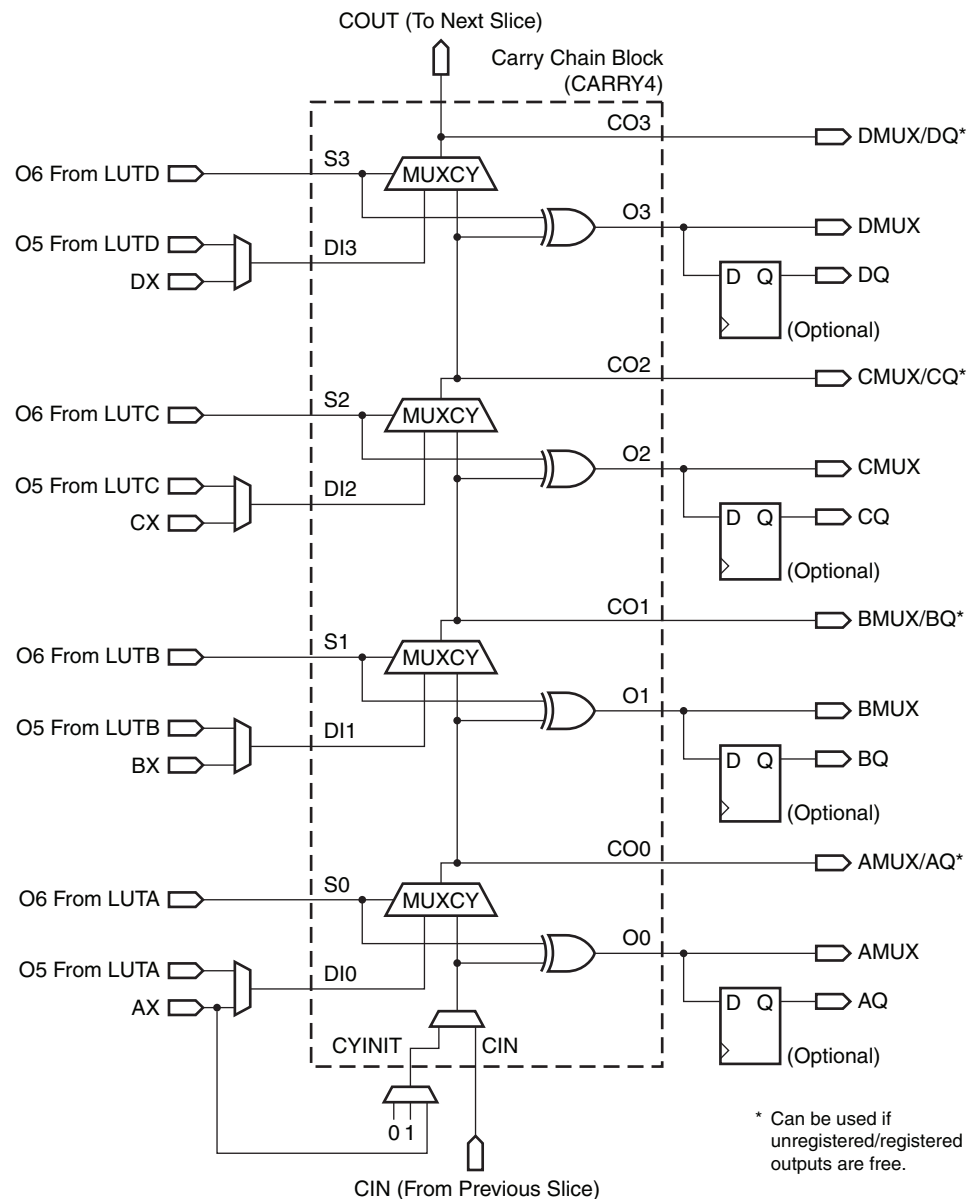 COUT (To Next Slice)
Carry Chain Block
(CARRY4)
CO3
DMUX/DQ*
O6 From LUTD
S3
MUXCY
O3
DMUX
O5 From LUTD
DI3
DX
D Q
DQ
(Optional)
CO2
CMUX/CQ*
O6 From LUTC
S2
MUXCY
O2
CMUX
O5 From LUTC
DI2
CX
D Q
CQ
(Optional)
CO1
BMUX/BQ*
O6 From LUTB
S1
MUXCY
O1
BMUX
O5 From LUTB
DI1
BX
D Q
BQ
(Optional)
CO0
AMUX/AQ*
O6 From LUTA
S0
MUXCY
O0
AMUX
O5 From LUTA
DI0
AX
D Q
AQ
(Optional)
CYINIT
CIN
0 1
* Can be used if
unregistered/registered
outputs are free.
CIN (From Previous Slice)